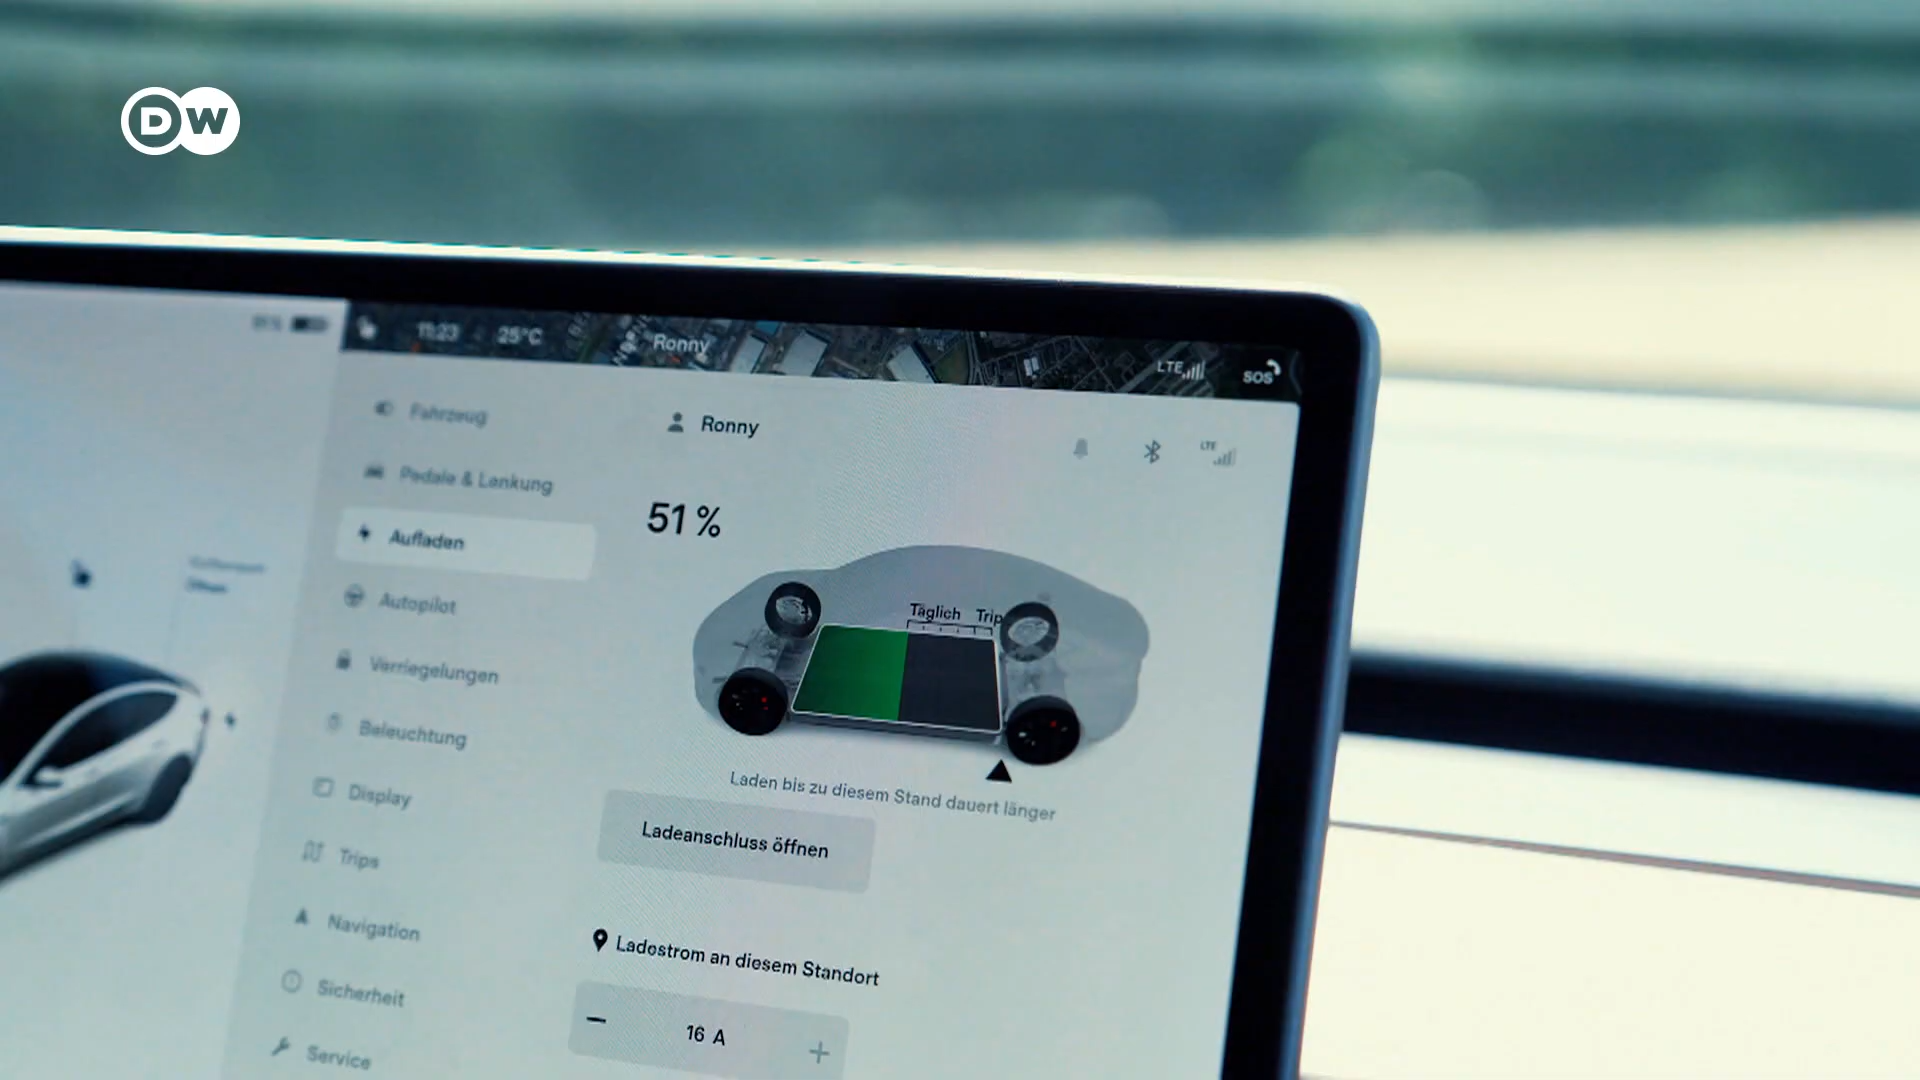 DW
11:23
25°C
Ronny
LTE
SOS
Fahrzeug
Pedale & Lenkung
Aufladen
Autopilot
Verriegelungen
Beleuchtung
Display
Trips
Navigation
Sicherheit
Service
Ronny
LTE
51 %
Täglich Trip
Laden bis zu diesem Stand dauert länger
Ladeanschluss öffnen
Ladestrom an diesem Standort
− 16 A +